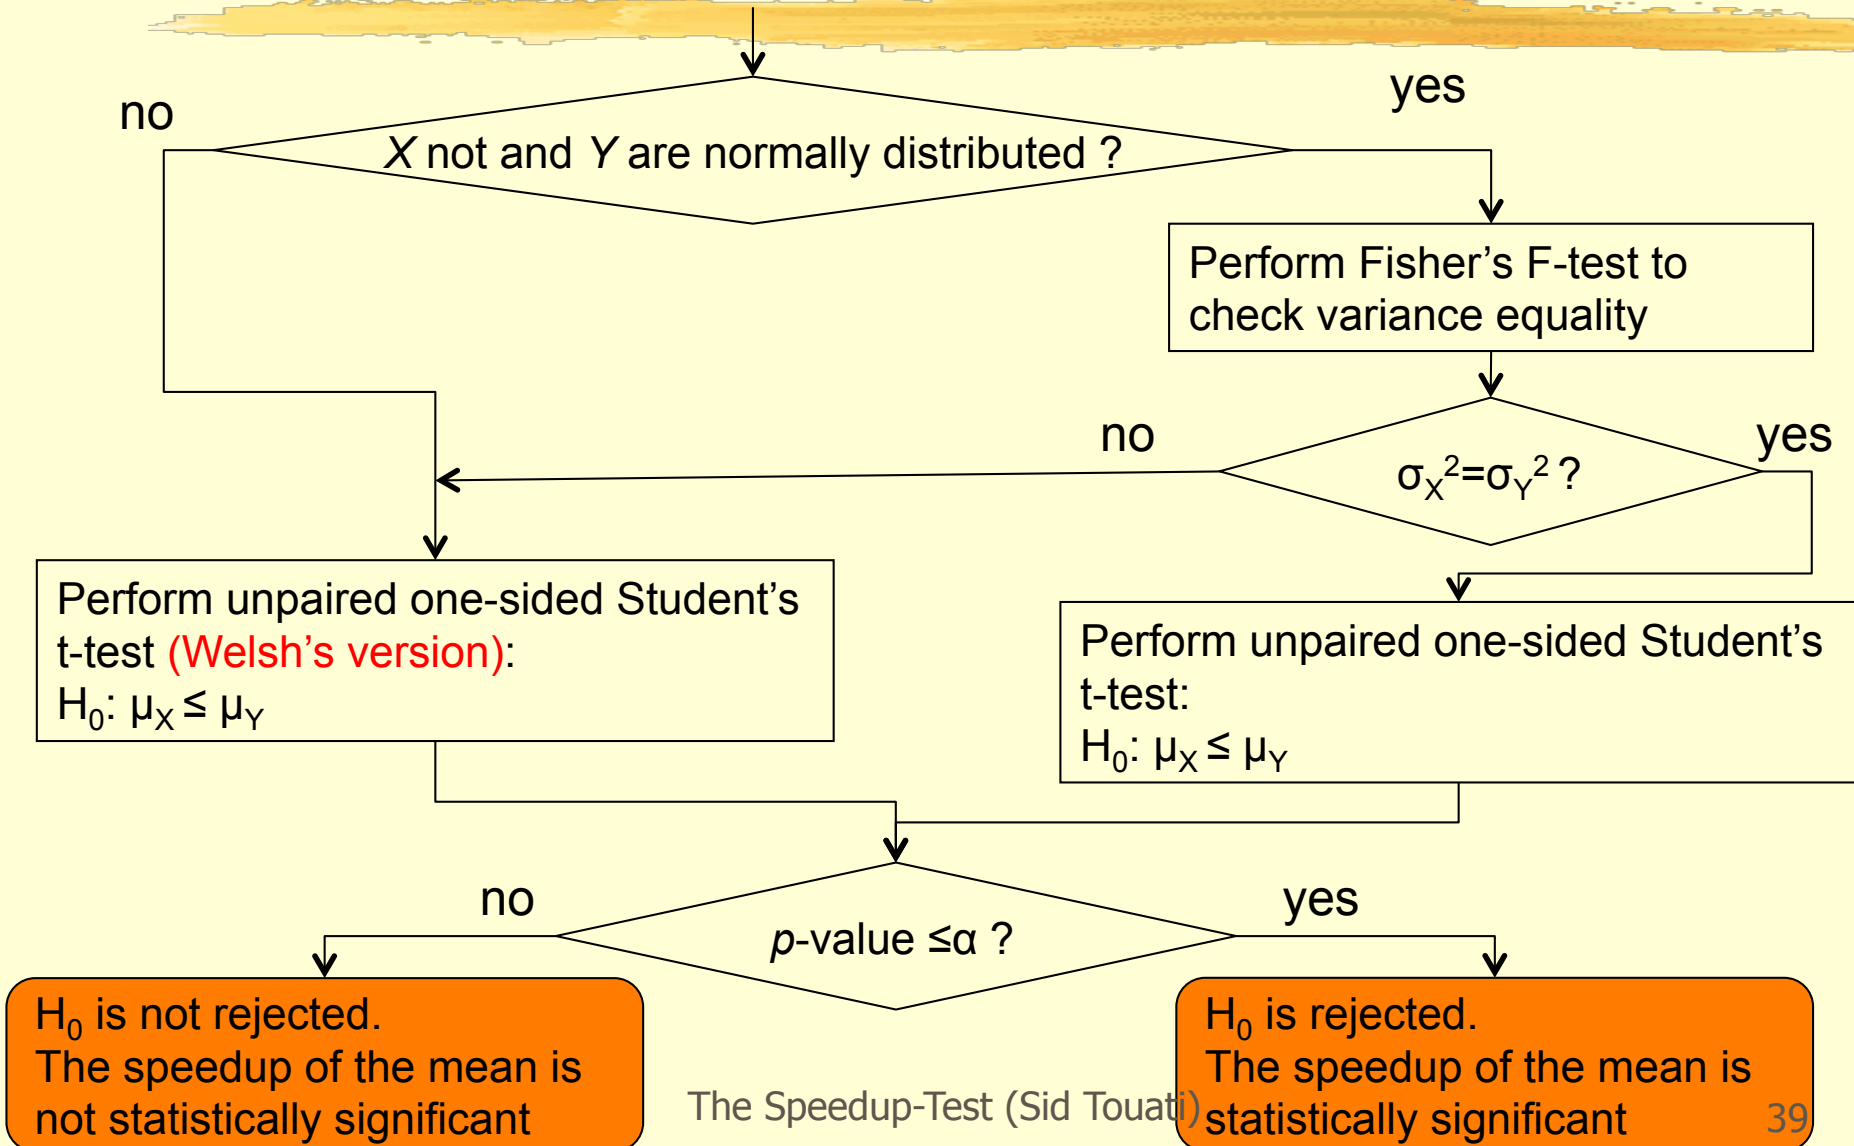 no
yes
X not and Y are normally distributed ?
Perform Fisher’s F-test to
check variance equality
no
yes
σX²=σY² ?
Perform unpaired one-sided Student’s
t-test (Welsh’s version):
H₀: µX ≤ µY
Perform unpaired one-sided Student’s
t-test:
H₀: µX ≤ µY
no
yes
p-value ≤α ?
H₀ is not rejected.
The speedup of the mean is
not statistically significant
H₀ is rejected.
The speedup of the mean is
statistically significant
The Speedup-Test (Sid Touati)
39